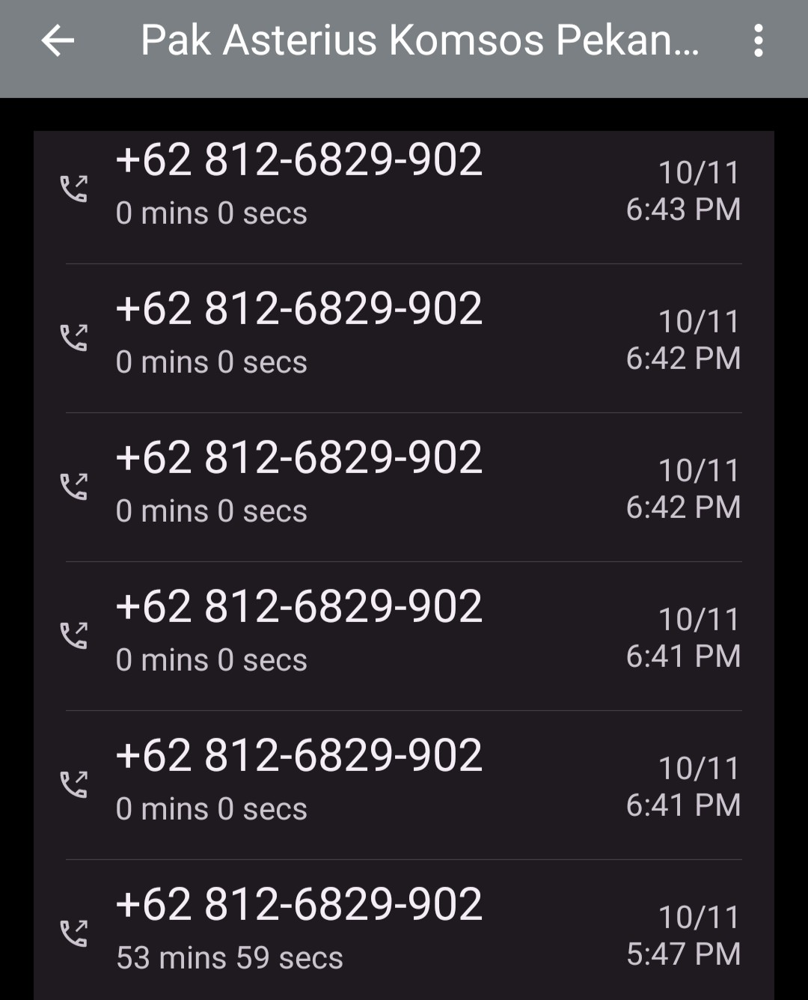 Pak Asterius Komsos Pekan...
+62 812-6829-902
10/11
0 mins 0 secs
6:43 PM
+62 812-6829-902
10/11
0 mins 0 secs
6:42 PM
+62 812-6829-902
10/11
0 mins 0 secs
6:42 PM
+62 812-6829-902
10/11
0 mins 0 secs
6:41 PM
+62 812-6829-902
10/11
0 mins 0 secs
6:41 PM
+62 812-6829-902
10/11
53 mins 59 secs
5:47 PM